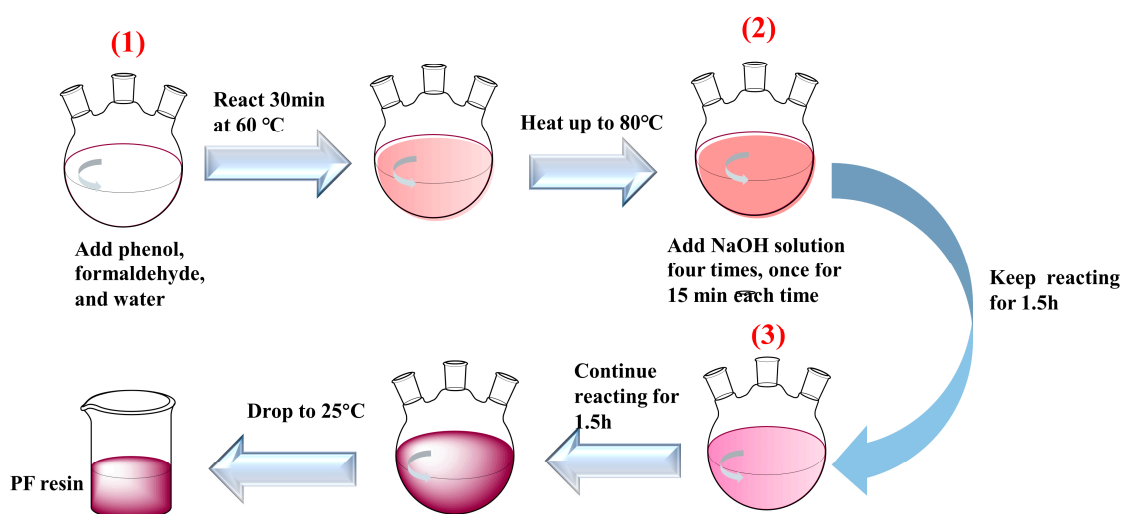 (1)
React 30min
at 60 ℃
Heat up to 80℃
(2)
Add phenol,
formaldehyde,
and water
Add NaOH solution
four times, once for
15 min each time
Keep reacting
for 1.5h
(3)
Continue
reacting for
1.5h
Drop to 25°C
PF resin